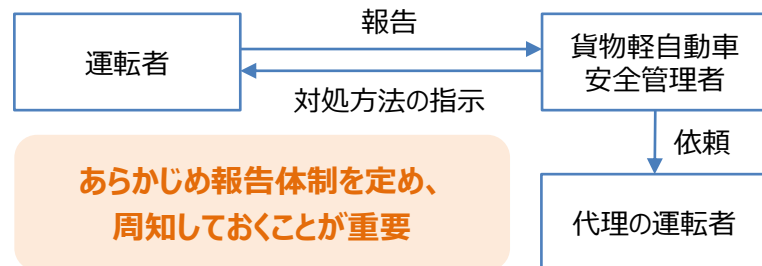 報告
運転者
貨物軽自動車
安全管理者
対処方法の指示
依頼
あらかじめ報告体制を定め、
周知しておくことが重要
代理の運転者